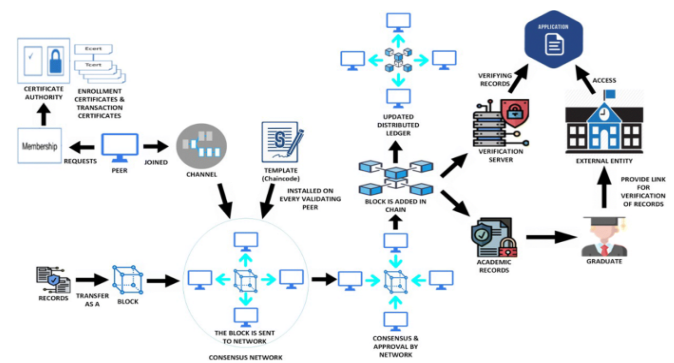 APPLICATION
Ecert
Tcert
CERTIFICATE
AUTHORITY
ENROLLMENT
CERTIFICATES &
TRANSACTION
CERTIFICATES
VERIFYING
RECORDS
ACCESS
UPDATED
DISTRIBUTED
LEDGER
VERIFICATION
SERVER
EXTERNAL ENTITY
Membership
REQUESTS
PEER
JOINED
CHANNEL
TEMPLATE
(Chaincode)
INSTALLED ON
EVERY VALIDATING
PEER
BLOCK IS ADDED IN
CHAIN
PROVIDE LINK
FOR
VERIFICATION
OF RECORDS
ACADEMIC
RECORDS
GRADUATE
RECORDS
TRANSFER
AS A
BLOCK
THE BLOCK IS SENT
TO NETWORK
CONSENSUS NETWORK
CONSENSUS &
APPROVAL BY
NETWORK